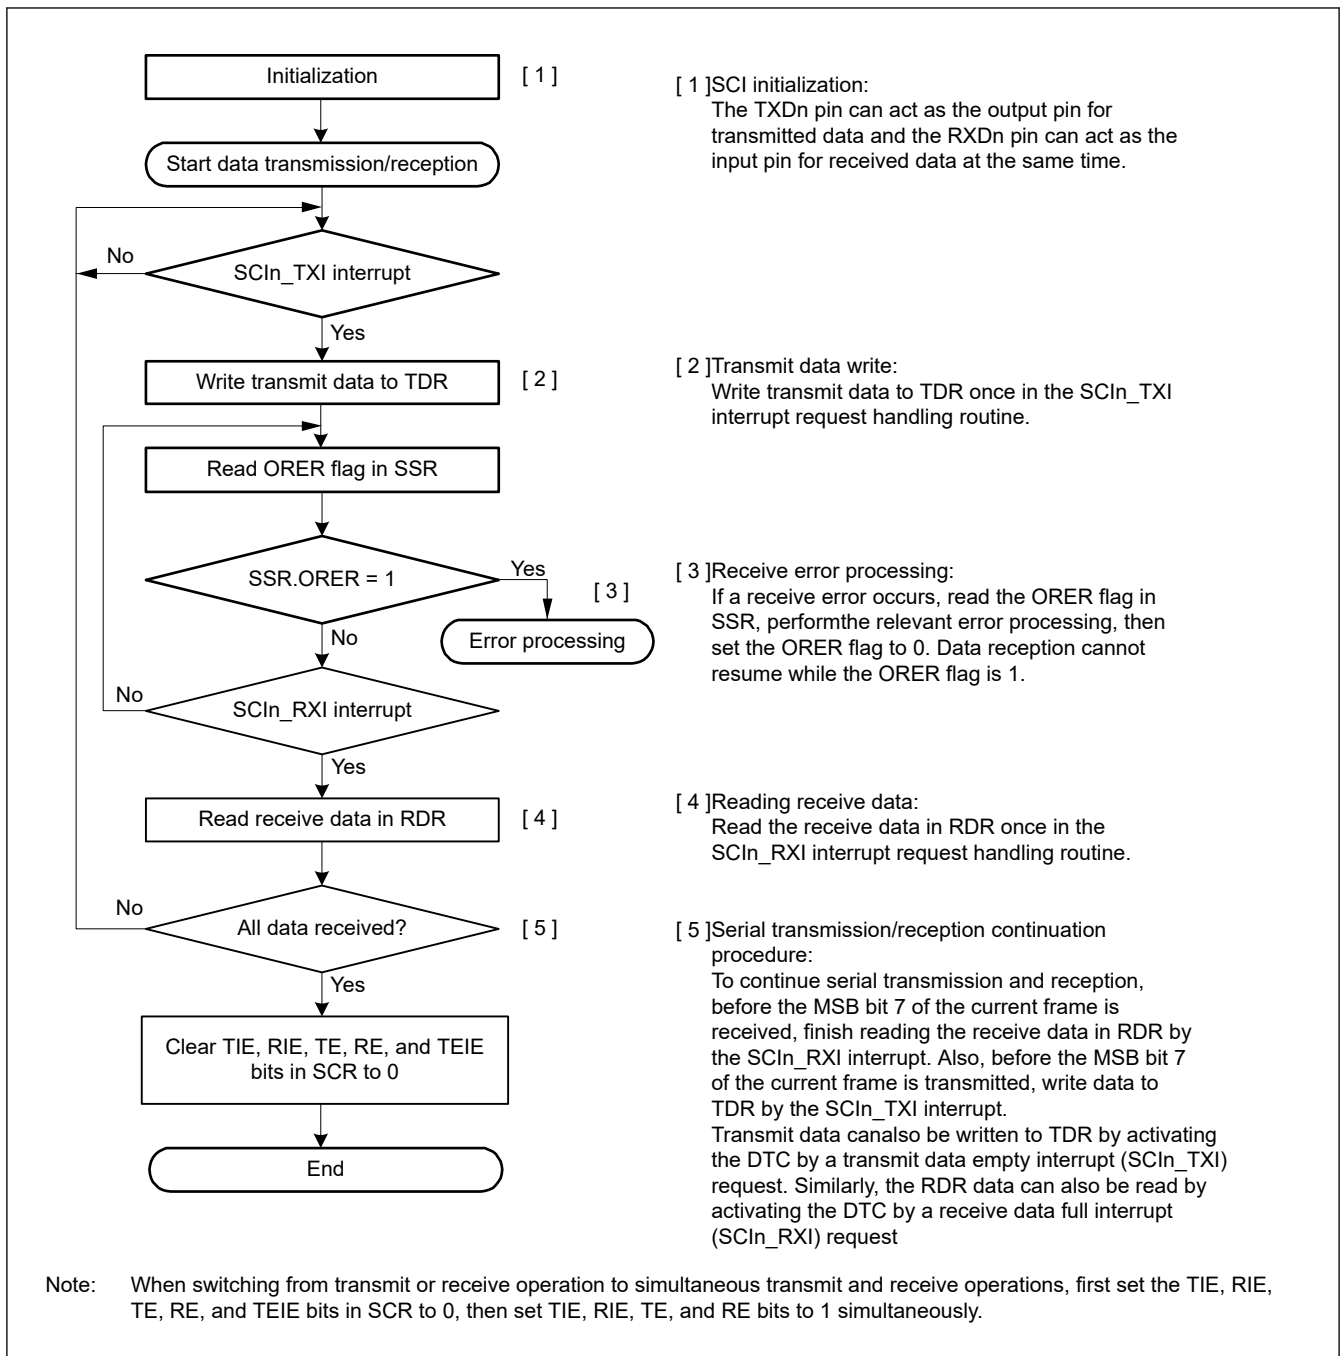 Initialization
[ 1 ]
[ 1 ]SCI initialization:
The TXDn pin can act as the output pin for
transmitted data and the RXDn pin can act as the
input pin for received data at the same time.
Start data transmission/reception
No
SCIn_TXI interrupt
Yes
Write transmit data to TDR
[ 2 ]
[ 2 ]Transmit data write:
Write transmit data to TDR once in the SCIn_TXI
interrupt request handling routine.
Read ORER flag in SSR
SSR.ORER = 1
Yes
[ 3 ]
Error processing
No
[ 3 ]Receive error processing:
If a receive error occurs, read the ORER flag in
SSR, performthe relevant error processing, then
set the ORER flag to 0. Data reception cannot
resume while the ORER flag is 1.
No
SCIn_RXI interrupt
Yes
Read receive data in RDR
[ 4 ]
[ 4 ]Reading receive data:
Read the receive data in RDR once in the
SCIn_RXI interrupt request handling routine.
No
All data received?
[ 5 ]
Yes
[ 5 ]Serial transmission/reception continuation
procedure:
To continue serial transmission and reception,
before the MSB bit 7 of the current frame is
received, finish reading the receive data in RDR by
the SCIn_RXI interrupt. Also, before the MSB bit 7
of the current frame is transmitted, write data to
TDR by the SCIn_TXI interrupt.
Transmit data canalso be written to TDR by activating
the DTC by a transmit data empty interrupt (SCIn_TXI)
request. Similarly, the RDR data can also be read by
activating the DTC by a receive data full interrupt
(SCIn_RXI) request
Clear TIE, RIE, TE, RE, and TEIE
bits in SCR to 0
End
Note: When switching from transmit or receive operation to simultaneous transmit and receive operations, first set the TIE, RIE,
TE, RE, and TEIE bits in SCR to 0, then set TIE, RIE, TE, and RE bits to 1 simultaneously.